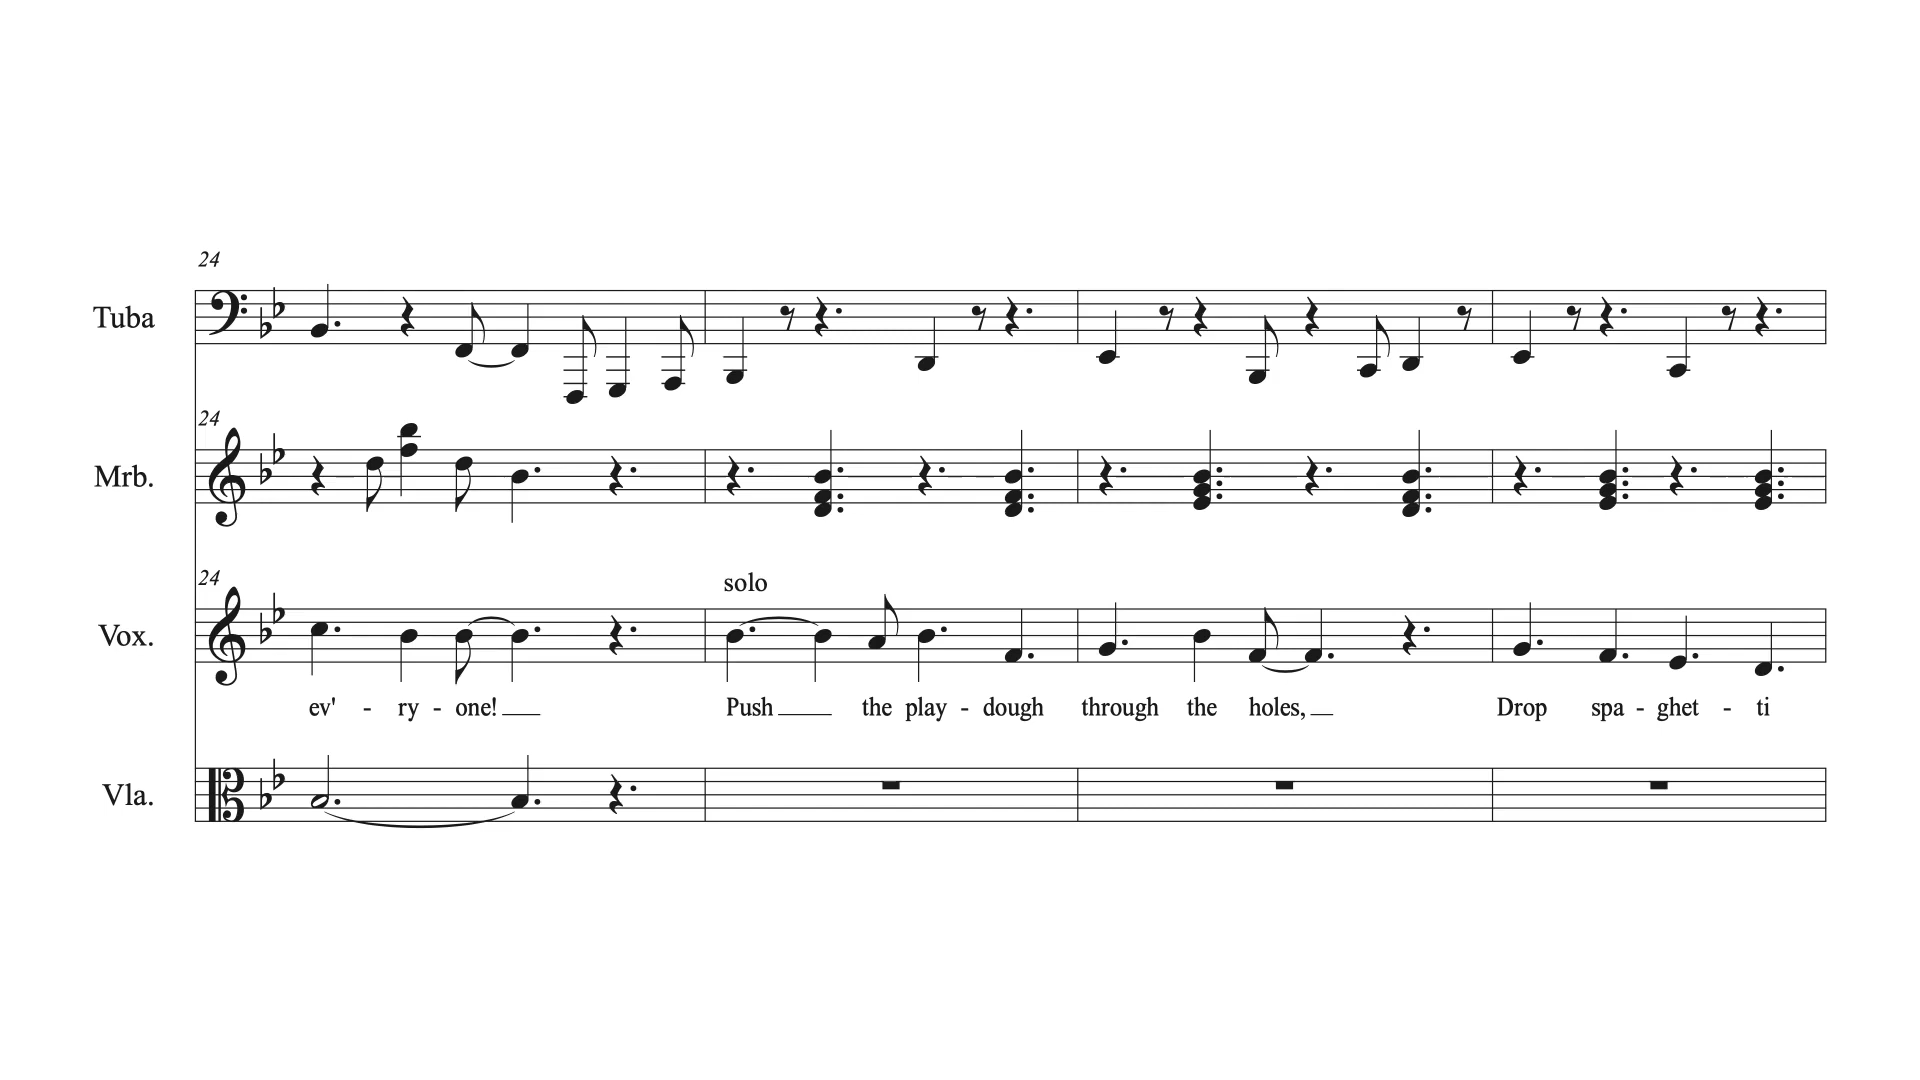 24
Tuba
24
Mrb.
24
solo
Vox.
ev' - ry - one! Push the play - dough through the holes, Drop spa - ghet - ti
Vla.